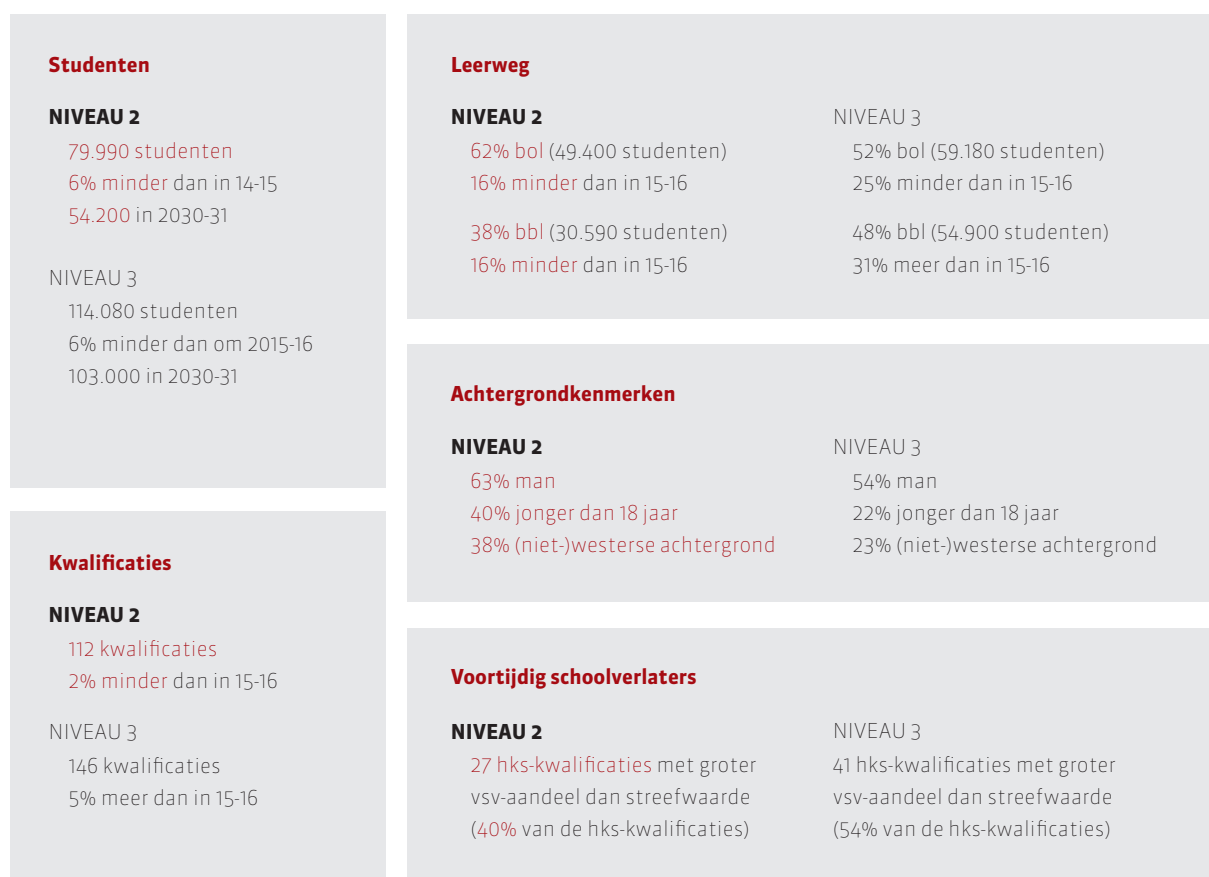 Studenten
NIVEAU 2
79.990 studenten
6% minder dan in 14-15
54.200 in 2030-31
NIVEAU 3
114.080 studenten
6% minder dan om 2015-16
103.000 in 2030-31
Kwalificaties
NIVEAU 2
112 kwalificaties
2% minder dan in 15-16
NIVEAU 3
146 kwalificaties
5% meer dan in 15-16
Leerweg
NIVEAU 2
62% bol (49.400 studenten)
16% minder dan in 15-16
38% bbl (30.590 studenten)
16% minder dan in 15-16
NIVEAU 3
52% bol (59.180 studenten)
25% minder dan in 15-16
48% bbl (54.900 studenten)
31% meer dan in 15-16
Achtergrondkenmerken
NIVEAU 2
63% man
40% jonger dan 18 jaar
38% (niet-)westerse achtergrond
NIVEAU 3
54% man
22% jonger dan 18 jaar
23% (niet-)westerse achtergrond
Voortijdig schoolverlaters
NIVEAU 2
27 hks-kwalificaties met groter
vsv-aandeel dan streefwaarde
(40% van de hks-kwalificaties)
NIVEAU 3
41 hks-kwalificaties met groter
vsv-aandeel dan streefwaarde
(54% van de hks-kwalificaties)